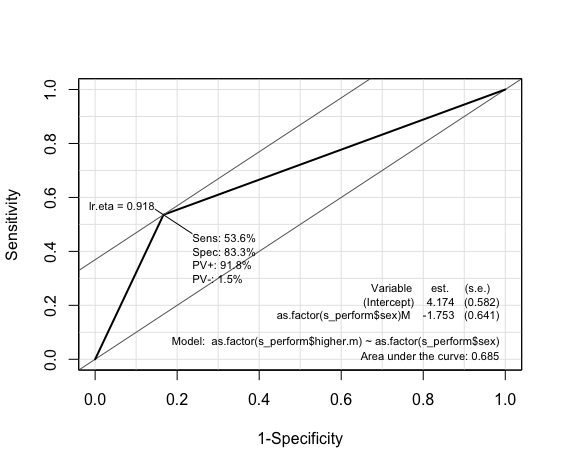 lr.eta = 0.918
Sens: 53.6%
Spec: 83.3%
PV+: 91.8%
PV-: 1.5%
Variable est. (s.e.)
(Intercept) 4.174 (0.582)
as.factor(s_perform$sex)M -1.753 (0.641)
Model: as.factor(s_perform$higher.m) ~ as.factor(s_perform$sex)
Area under the curve: 0.685
Sensitivity
0.0 0.2 0.4 0.6 0.8 1.0
0.0 0.2 0.4 0.6 0.8 1.0
1-Specificity